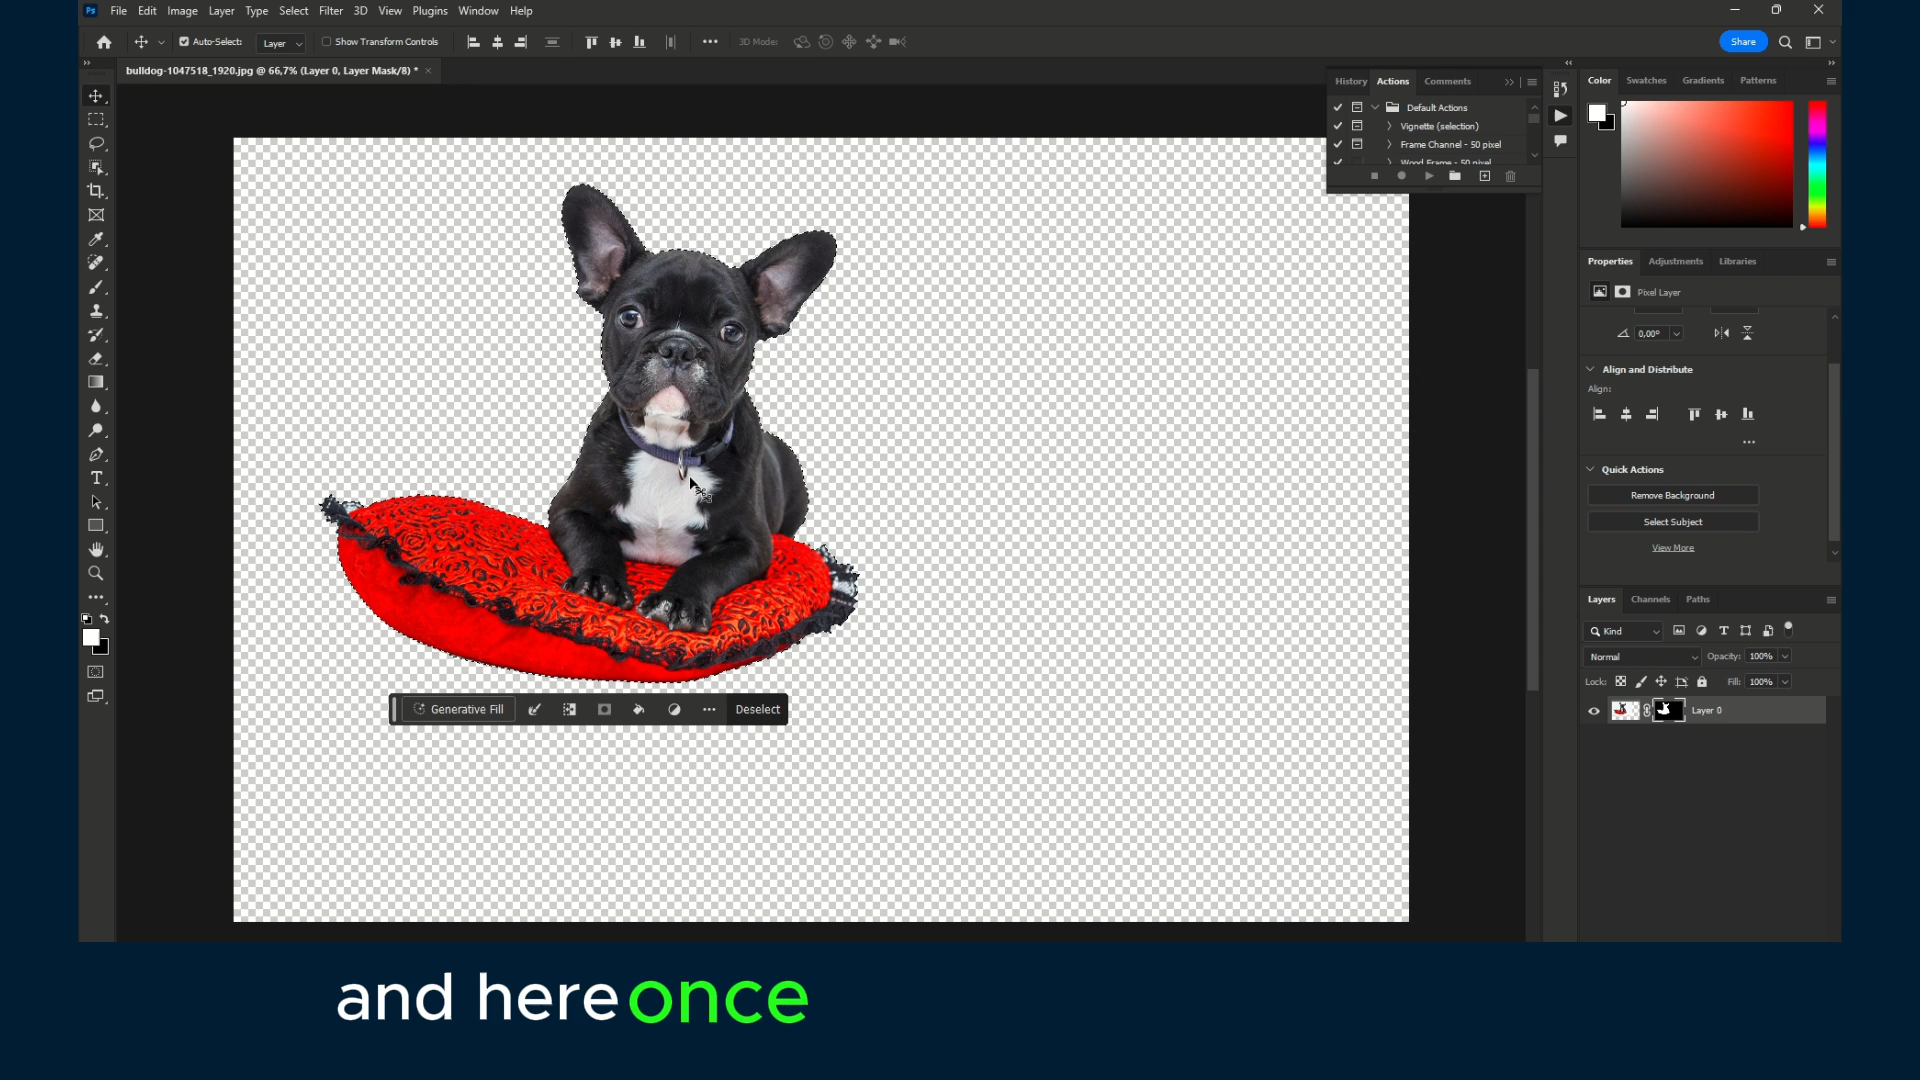 Ps File Edit Image Layer Type Select Filter 3D View Plugins Window Help
Auto-Select: Layer Show Transform Controls 3D Mode: Share
bulldog-1047518_1920.jpg @ 66,7% (Layer 0, Layer Mask/8) *
History Actions Comments
Default Actions
Vignette (selection)
Frame Channel - 50 pixel
Wood Frame - 50 pixel
Color Swatches Gradients Patterns
Properties Adjustments Libraries
Pixel Layer
0,00°
Align and Distribute
Align:
Quick Actions
Remove Background
Select Subject
View More
Layers Channels Paths
Kind
Normal Opacity: 100%
Lock: Fill: 100%
Layer 0
Generative Fill Deselect
and here once